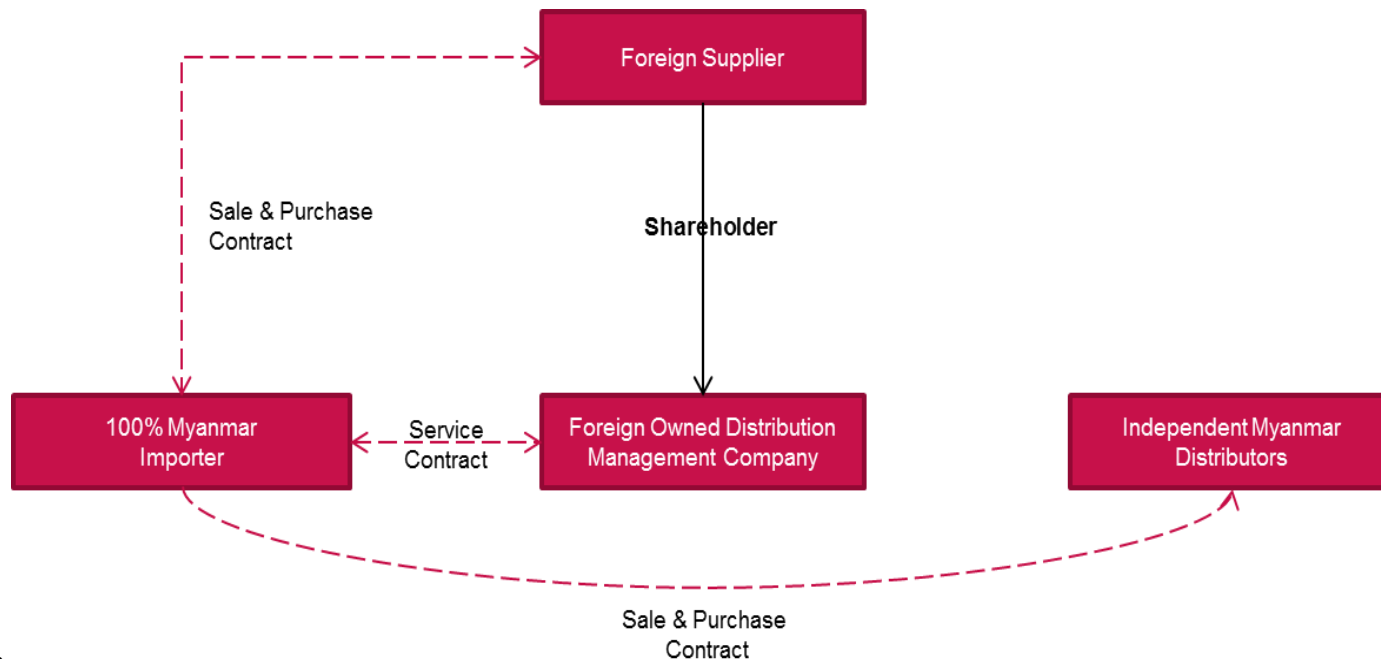 Foreign Supplier
Sale & Purchase
Contract
Shareholder
100% Myanmar
Importer
Service
Contract
Foreign Owned Distribution
Management Company
Independent Myanmar
Distributors
Sale & Purchase
Contract